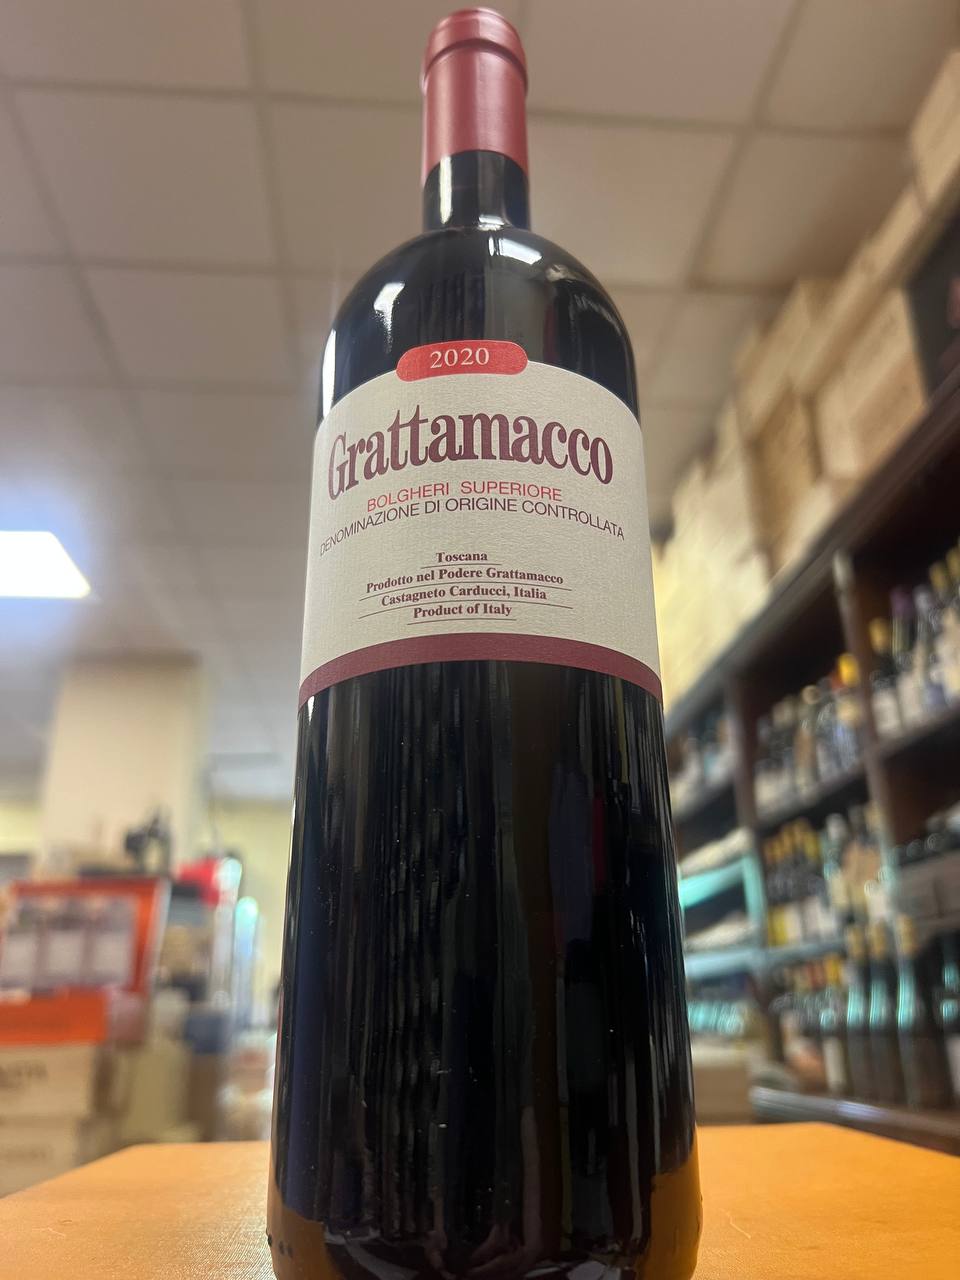 2020
Grattamacco
BOLGHERI SUPERIORE
DENOMINAZIONE DI ORIGINE CONTROLLATA
Toscana
Prodotto nel Podere Grattamacco
Castagneto Carducci, Italia
Product of Italy